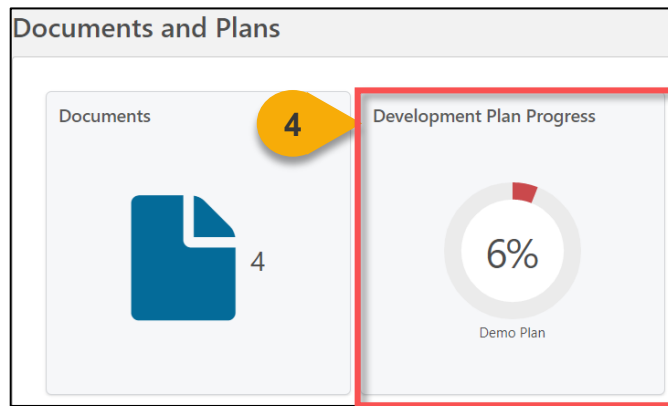 Documents and Plans
Documents
4
Development Plan Progress
4
6%
Demo Plan